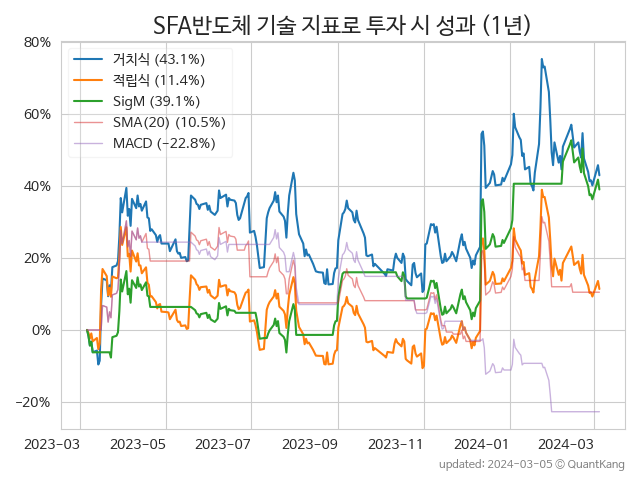 SFA반도체 기술 지표로 투자 시 성과 (1년)
80%
60%
40%
20%
0%
−20%
거치식 (43.1%)
적립식 (11.4%)
SigM (39.1%)
SMA(20) (10.5%)
MACD (−22.8%)
2023-03
2023-05
2023-07
2023-09
2023-11
2024-01
2024-03
updated: 2024-03-05 ⓒ QuantKang